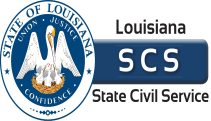 STATE OF LOUISIANA
UNION · JUSTICE
CONFIDENCE
Louisiana
SCS
State Civil Service